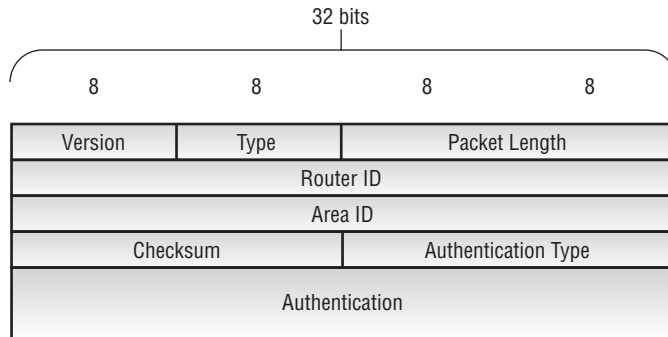 32 bits
8 8 8 8
Version Type Packet Length
Router ID
Area ID
Checksum Authentication Type
Authentication